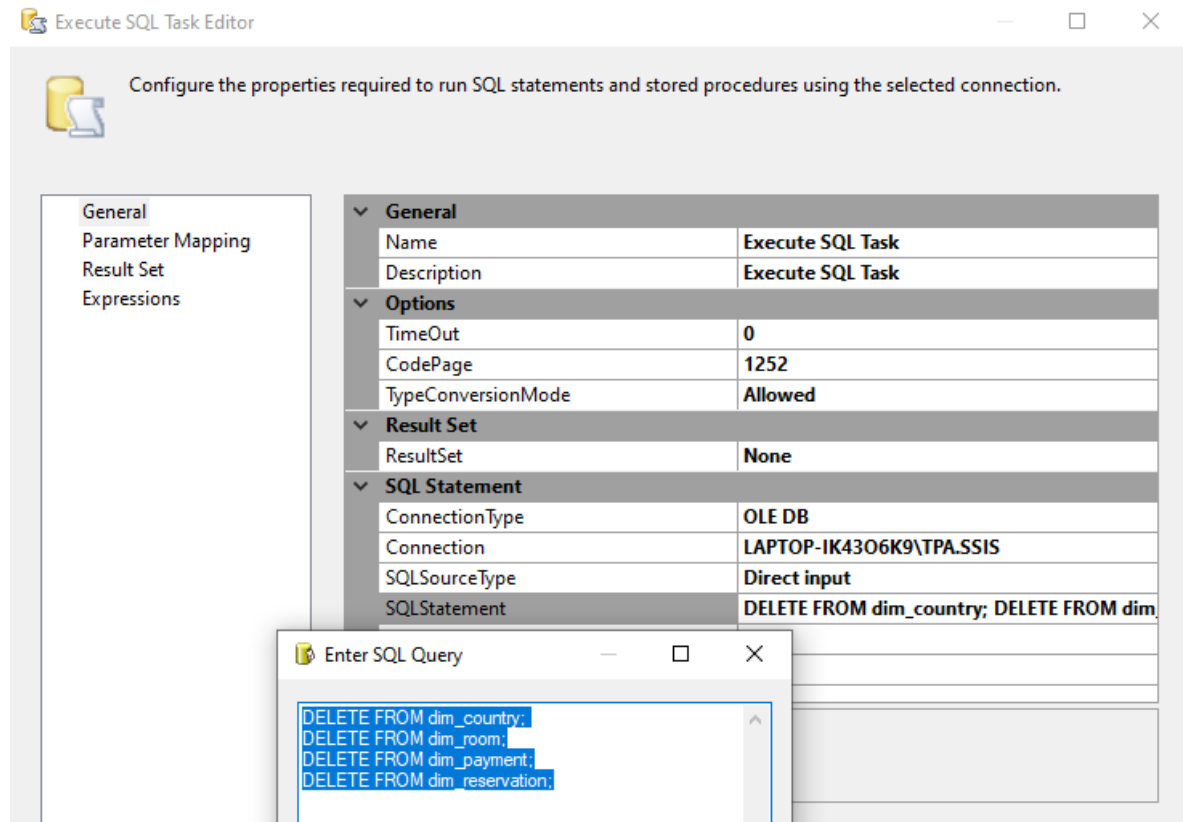 Execute SQL Task Editor
Configure the properties required to run SQL statements and stored procedures using the selected connection.
General
Parameter Mapping
Result Set
Expressions
General
Name Execute SQL Task
Description Execute SQL Task
Options
TimeOut 0
CodePage 1252
TypeConversionMode Allowed
Result Set
ResultSet None
SQL Statement
ConnectionType OLE DB
Connection LAPTOP-IK43O6K9\TPA.SSIS
SQLSourceType Direct input
SQLStatement DELETE FROM dim_country; DELETE FROM dim_
Enter SQL Query
DELETE FROM dim_country;
DELETE FROM dim_room;
DELETE FROM dim_payment;
DELETE FROM dim_reservation;